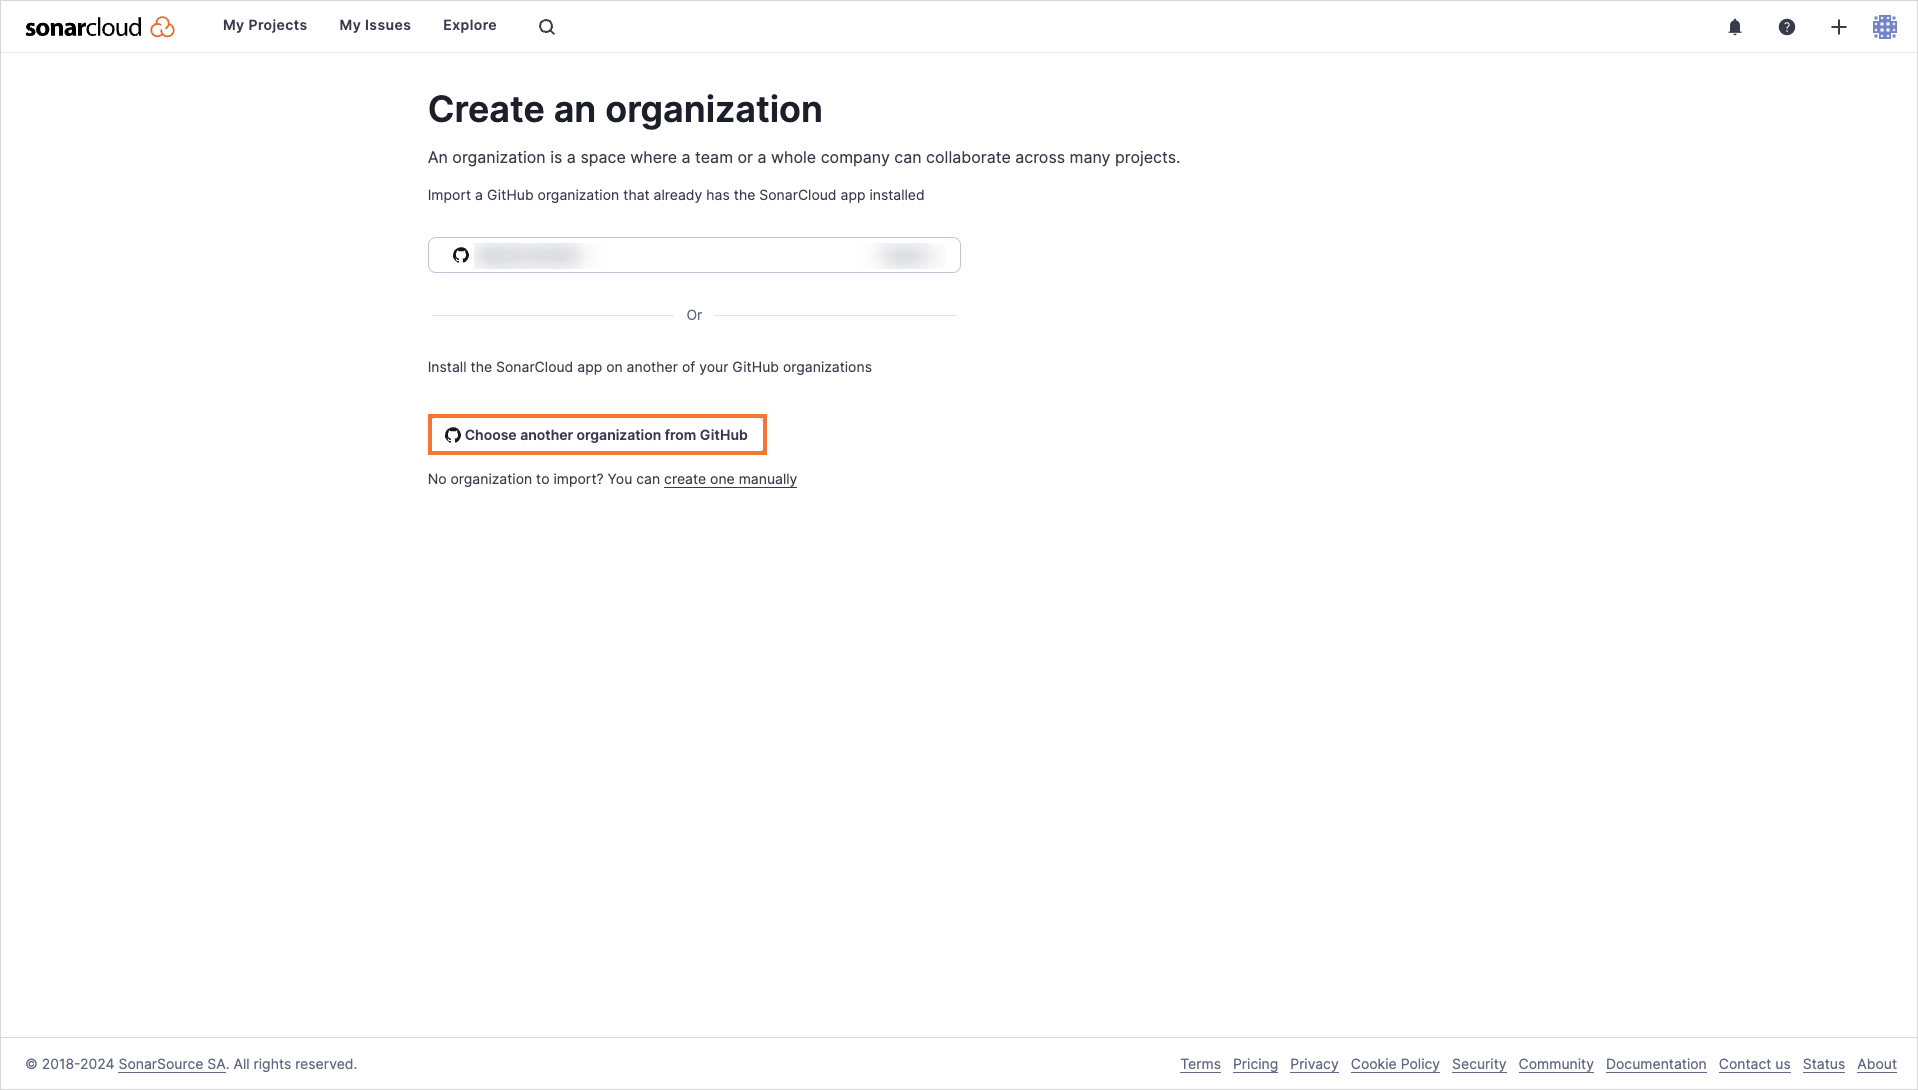 sonarcloud My Projects My Issues Explore
Create an organization
An organization is a space where a team or a whole company can collaborate across many projects.
Import a GitHub organization that already has the SonarCloud app installed
Or
Install the SonarCloud app on another of your GitHub organizations
Choose another organization from GitHub
No organization to import? You can create one manually
© 2018-2024 SonarSource SA. All rights reserved. Terms Pricing Privacy Cookie Policy Security Community Documentation Contact us Status About